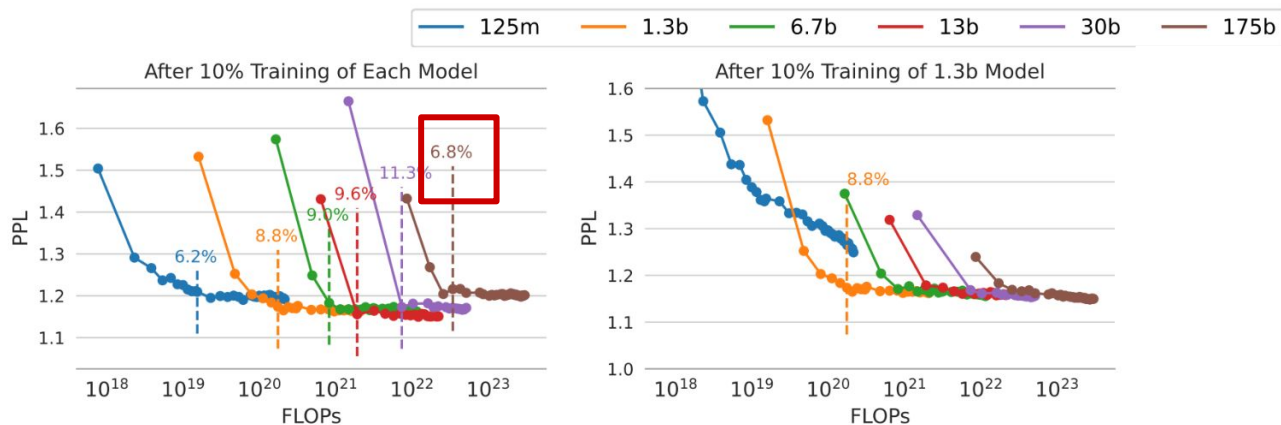 125m 1.3b 6.7b 13b 30b 175b
After 10% Training of Each Model
PPL
1.6
1.5
1.4
1.3
1.2
1.1
6.2%
8.8%
9.0%
9.6%
11.3%
6.8%
10^18 10^19 10^20 10^21 10^22 10^23
FLOPs
After 10% Training of 1.3b Model
PPL
1.6
1.5
1.4
1.3
1.2
1.1
1.0
8.8%
10^18 10^19 10^20 10^21 10^22 10^23
FLOPs